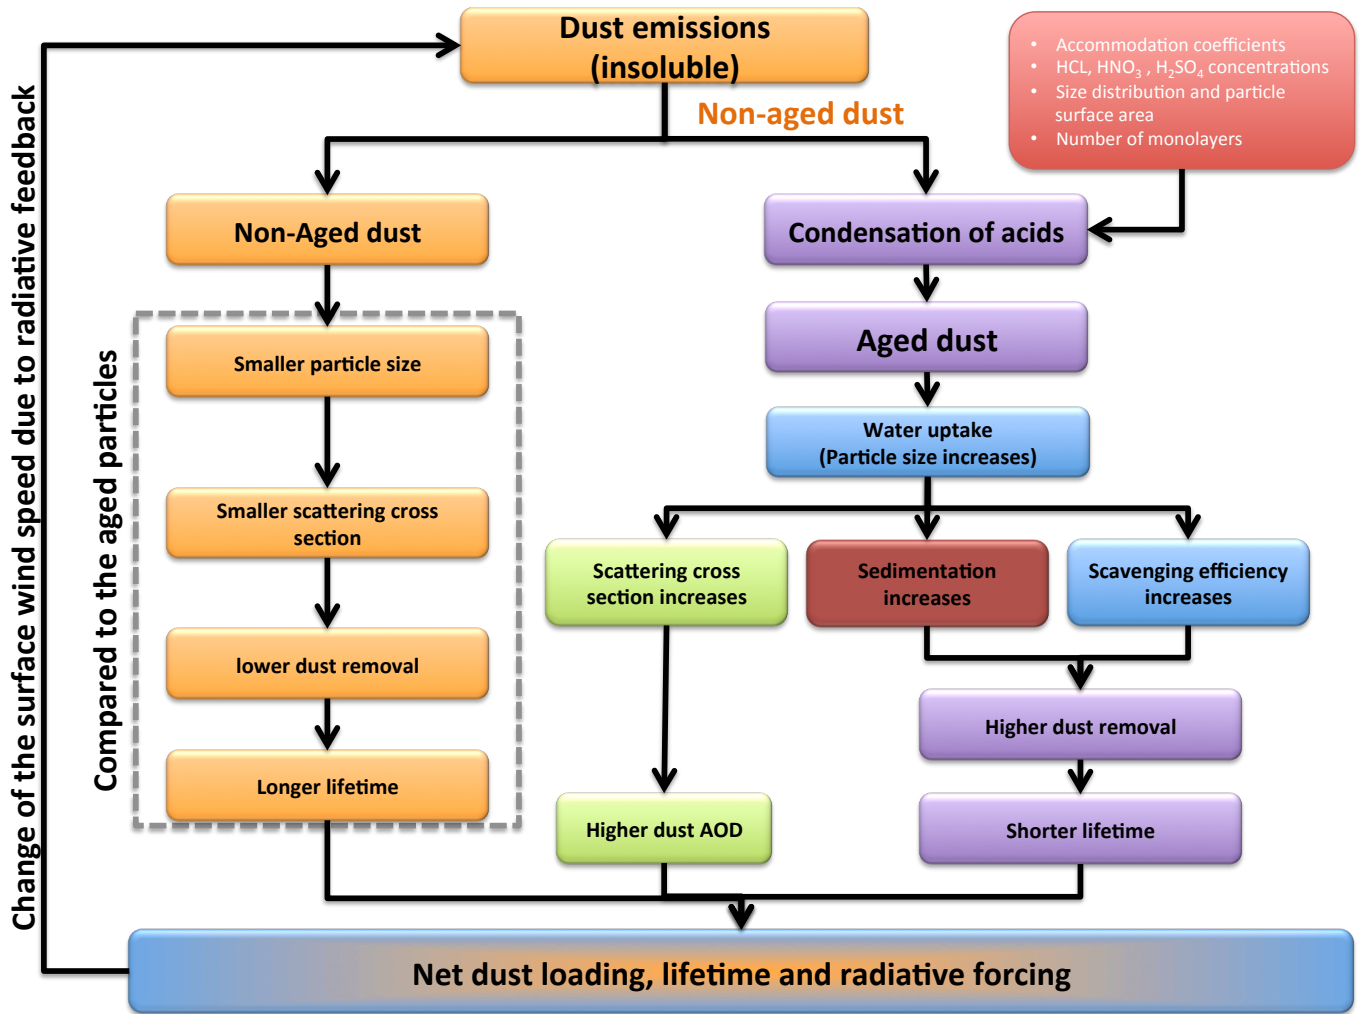 Dust emissions
(insoluble)
• Accommodation coefficients
• HCL, HNO₃ , H₂SO₄ concentrations
• Size distribution and particle
surface area
• Number of monolayers
Non-aged dust
Non-Aged dust
Condensation of acids
Smaller particle size
Aged dust
Smaller scattering cross
section
Water uptake
(Particle size increases)
Scattering cross
section increases
Sedimentation
increases
Scavenging efficiency
increases
lower dust removal
Higher dust removal
Longer lifetime
Higher dust AOD
Shorter lifetime
Compared to the aged particles
Change of the surface wind speed due to radiative feedback
Net dust loading, lifetime and radiative forcing